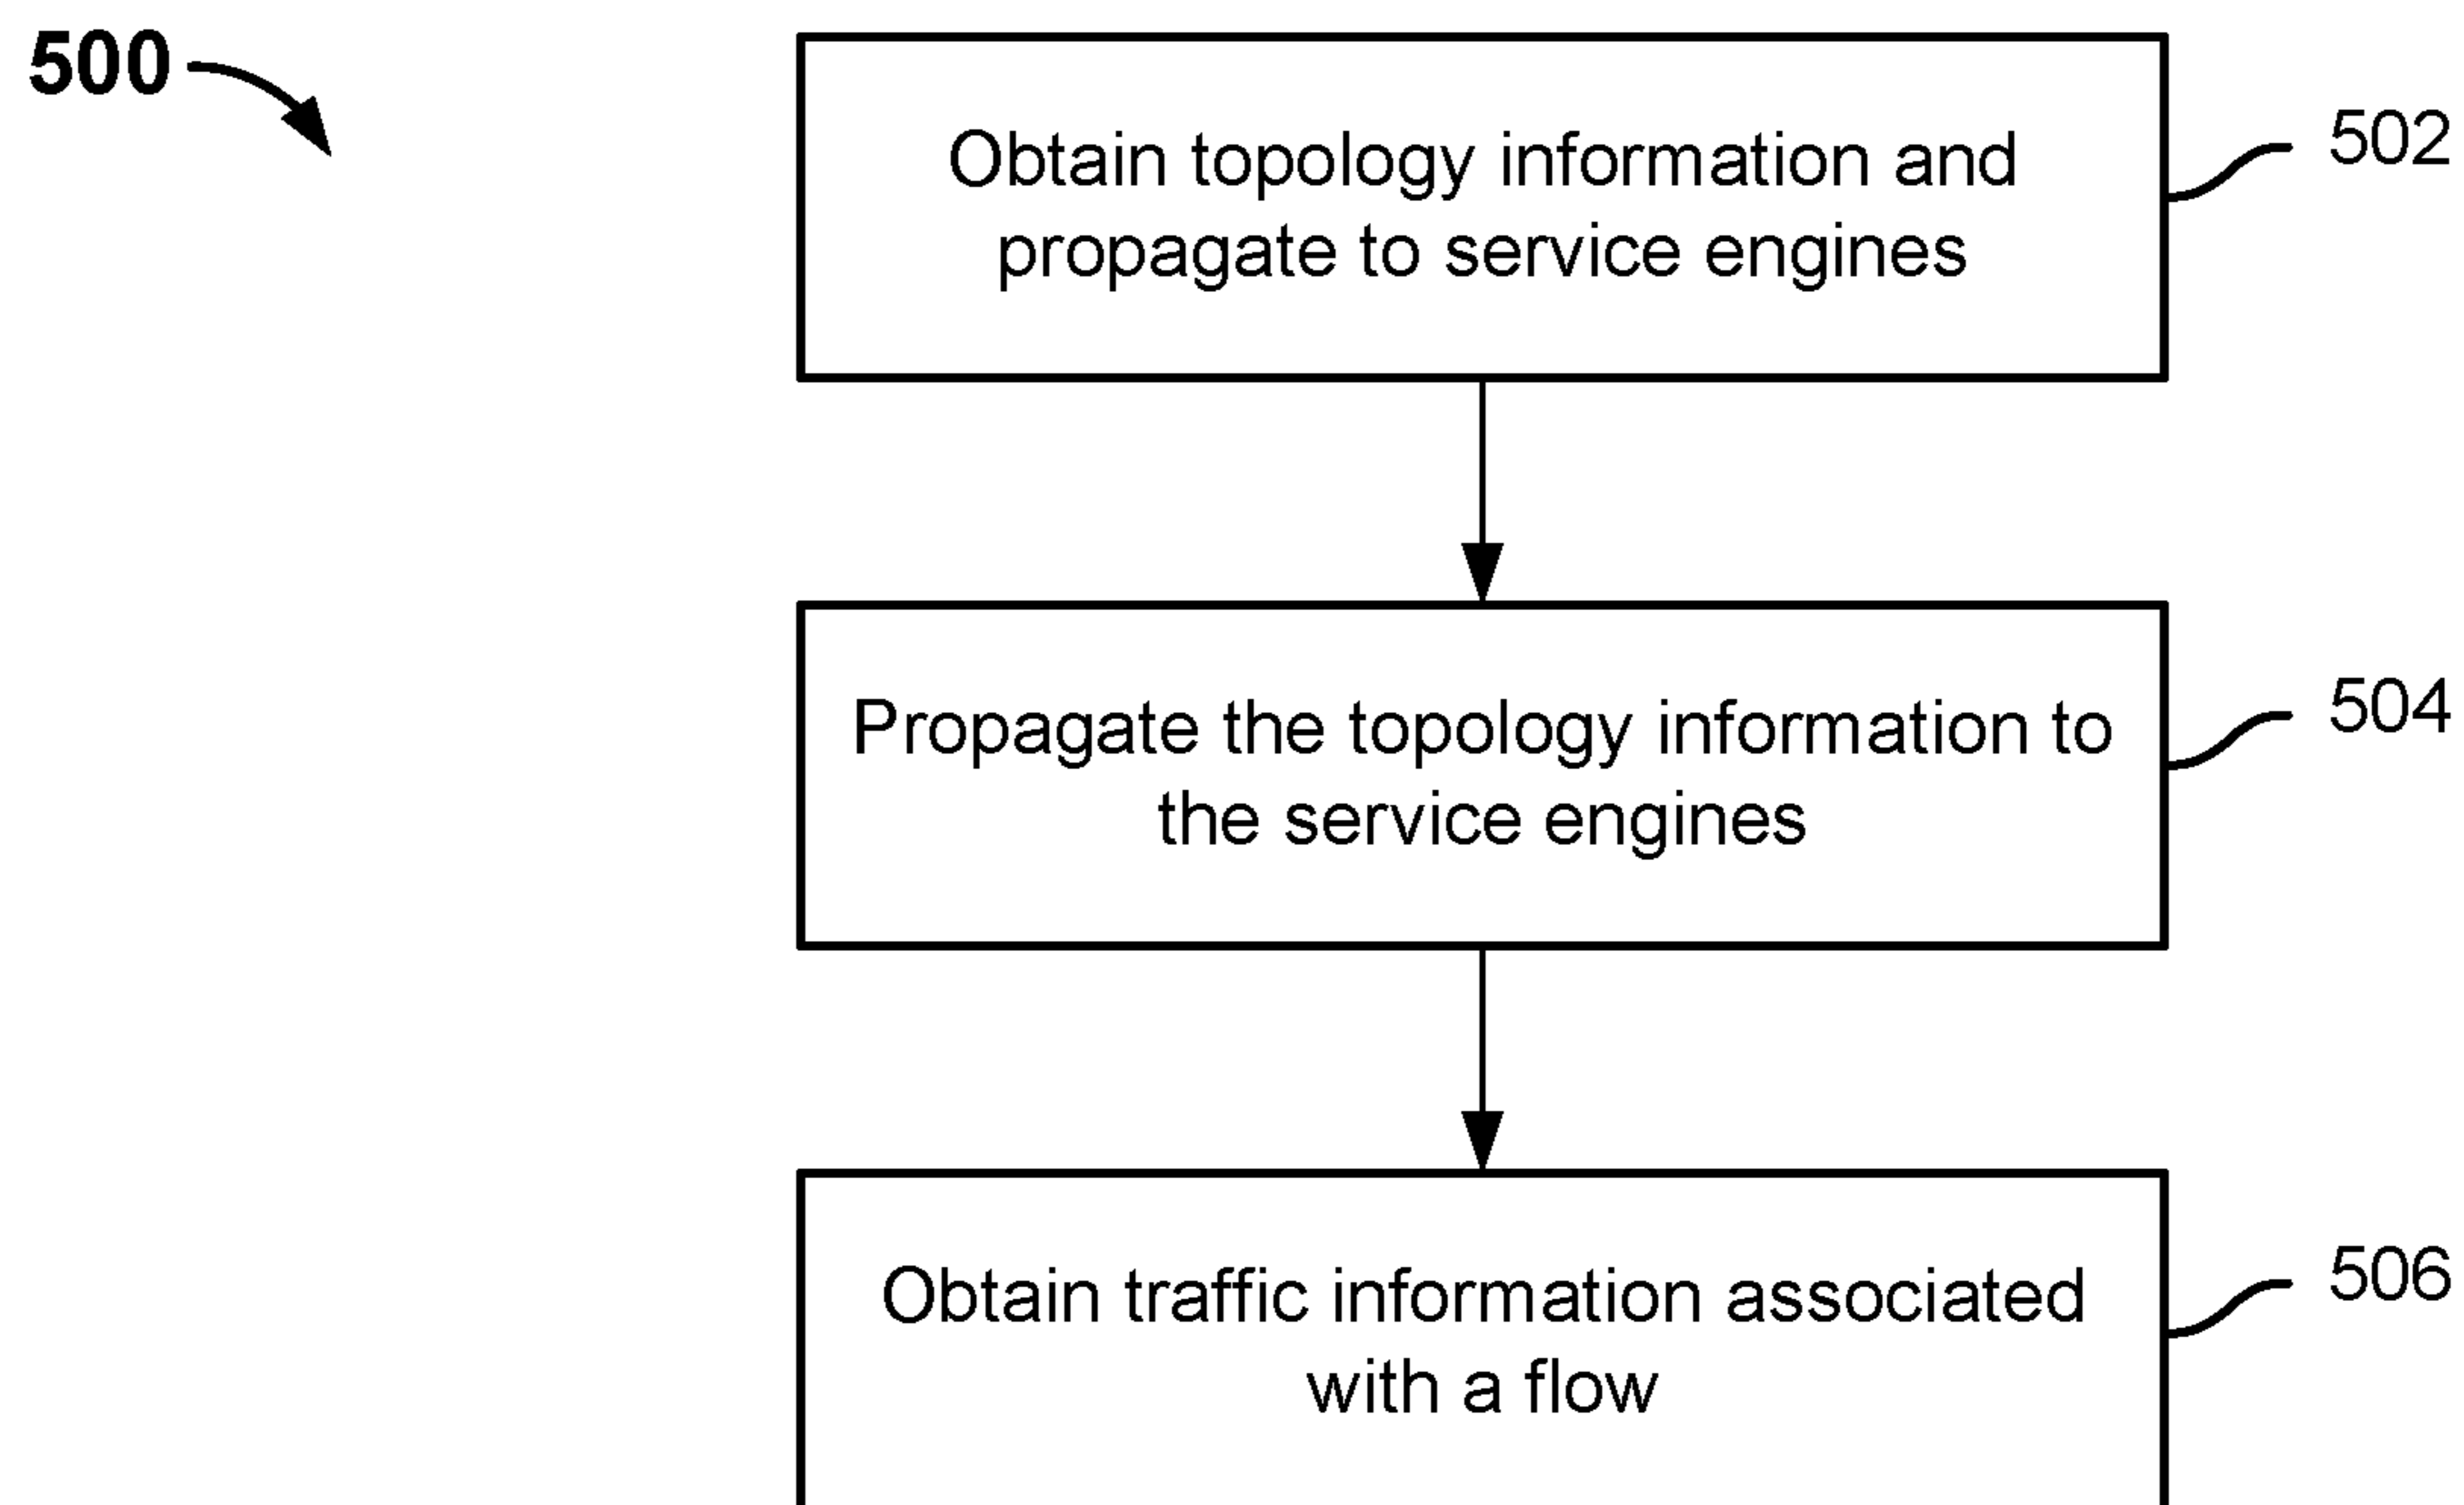 500
Obtain topology information and
propagate to service engines
502
Propagate the topology information to
the service engines
504
Obtain traffic information associated
with a flow
506